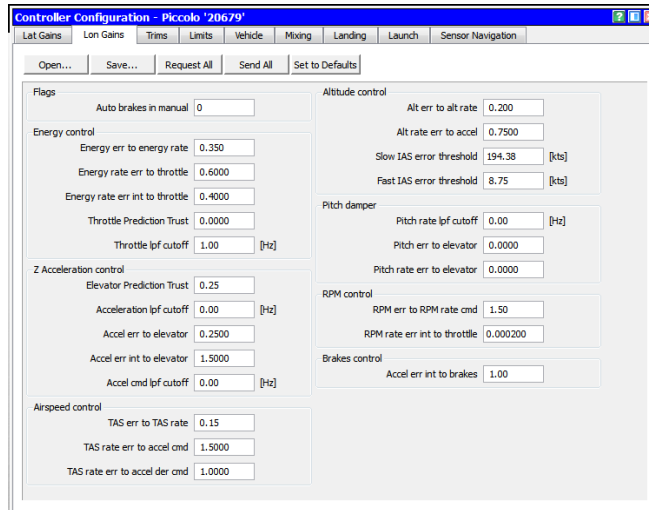 Controller Configuration - Piccolo '20679'
Lat Gains Lon Gains Trims Limits Vehicle Mixing Landing Launch Sensor Navigation
Open... Save... Request All Send All Set to Defaults
Flags
Auto brakes in manual 0
Energy control
Energy err to energy rate 0.350
Energy rate err to throttle 0.6000
Energy rate err int to throttle 0.4000
Throttle Prediction Trust 0.0000
Throttle lpf cutoff 1.00 [Hz]
Z Acceleration control
Elevator Prediction Trust 0.25
Acceleration lpf cutoff 0.00 [Hz]
Accel err to elevator 0.2500
Accel err int to elevator 1.5000
Accel cmd lpf cutoff 0.00 [Hz]
Airspeed control
TAS err to TAS rate 0.15
TAS rate err to accel cmd 1.5000
TAS rate err to accel der cmd 1.0000
Altitude control
Alt err to alt rate 0.200
Alt rate err to accel 0.7500
Slow IAS error threshold 194.38 [kts]
Fast IAS error threshold 8.75 [kts]
Pitch damper
Pitch rate lpf cutoff 0.00 [Hz]
Pitch err to elevator 0.0000
Pitch rate err to elevator 0.0000
RPM control
RPM err to RPM rate cmd 1.50
RPM rate err int to throttlle 0.000200
Brakes control
Accel err int to brakes 1.00